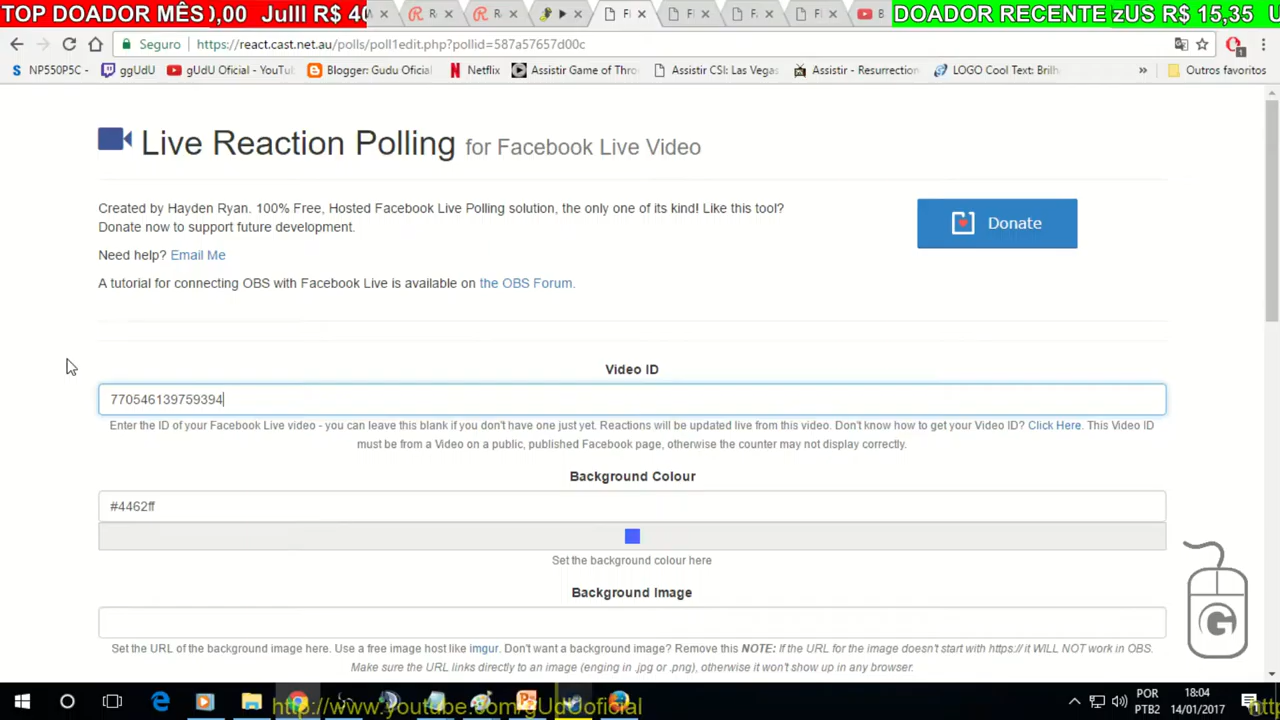 TOP DOADOR MÊS ),00 Julll R$ 40
DOADOR RECENTE zUS R$ 15,35 U
Seguro
https://react.cast.net.au/polls/poll1edit.php?pollid=587a57657d00c
NP550P5C -
ggUdU
gUdU Oficial - YouTu
Blogger: Gudu Oficial
Netflix
Assistir Game of Thro
Assistir CSI: Las Vegas
Assistir - Resurrection
LOGO Cool Text: Brilh
»
Outros favoritos
Live Reaction Polling for Facebook Live Video
Created by Hayden Ryan. 100% Free, Hosted Facebook Live Polling solution, the only one of its kind! Like this tool?
Donate now to support future development.
Donate
Need help? Email Me
A tutorial for connecting OBS with Facebook Live is available on the OBS Forum.
Video ID
770546139759394
Enter the ID of your Facebook Live video - you can leave this blank if you don't have one just yet. Reactions will be updated live from this video. Don't know how to get your Video ID? Click Here. This Video ID
must be from a Video on a public, published Facebook page, otherwise the counter may not display correctly.
Background Colour
#4462ff
Set the background colour here
Background Image
Set the URL of the background image here. Use a free image host like imgur. Don't want a background image? Remove this NOTE: If the URL for the image doesn't start with https:// it WILL NOT work in OBS.
Make sure the URL links directly to an image (enging in .jpg or .png), otherwise it won't show up in any browser.
http://www.youtube.com/gUdUoficial
POR
PTB2
18:04
14/01/2017